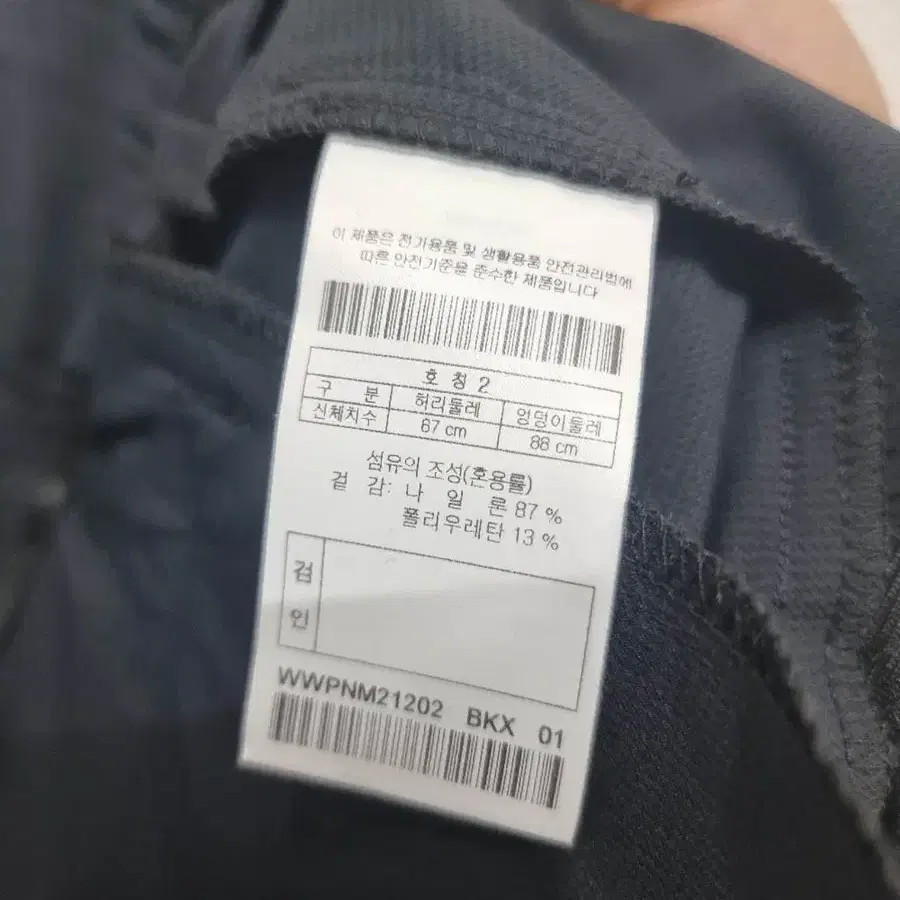 이 제품은 전기용품 및 생활용품 안전관리법에
따른 안전기준을 준수한 제품입니다
호 칭 2
구 분 허리둘레 엉덩이둘레
신체치수 67 cm 88 cm
섬유의 조성(혼용률)
겉 감: 나 일 론 87 %
폴리우레탄 13 %
검
인
WWPNM21202 BKX 01